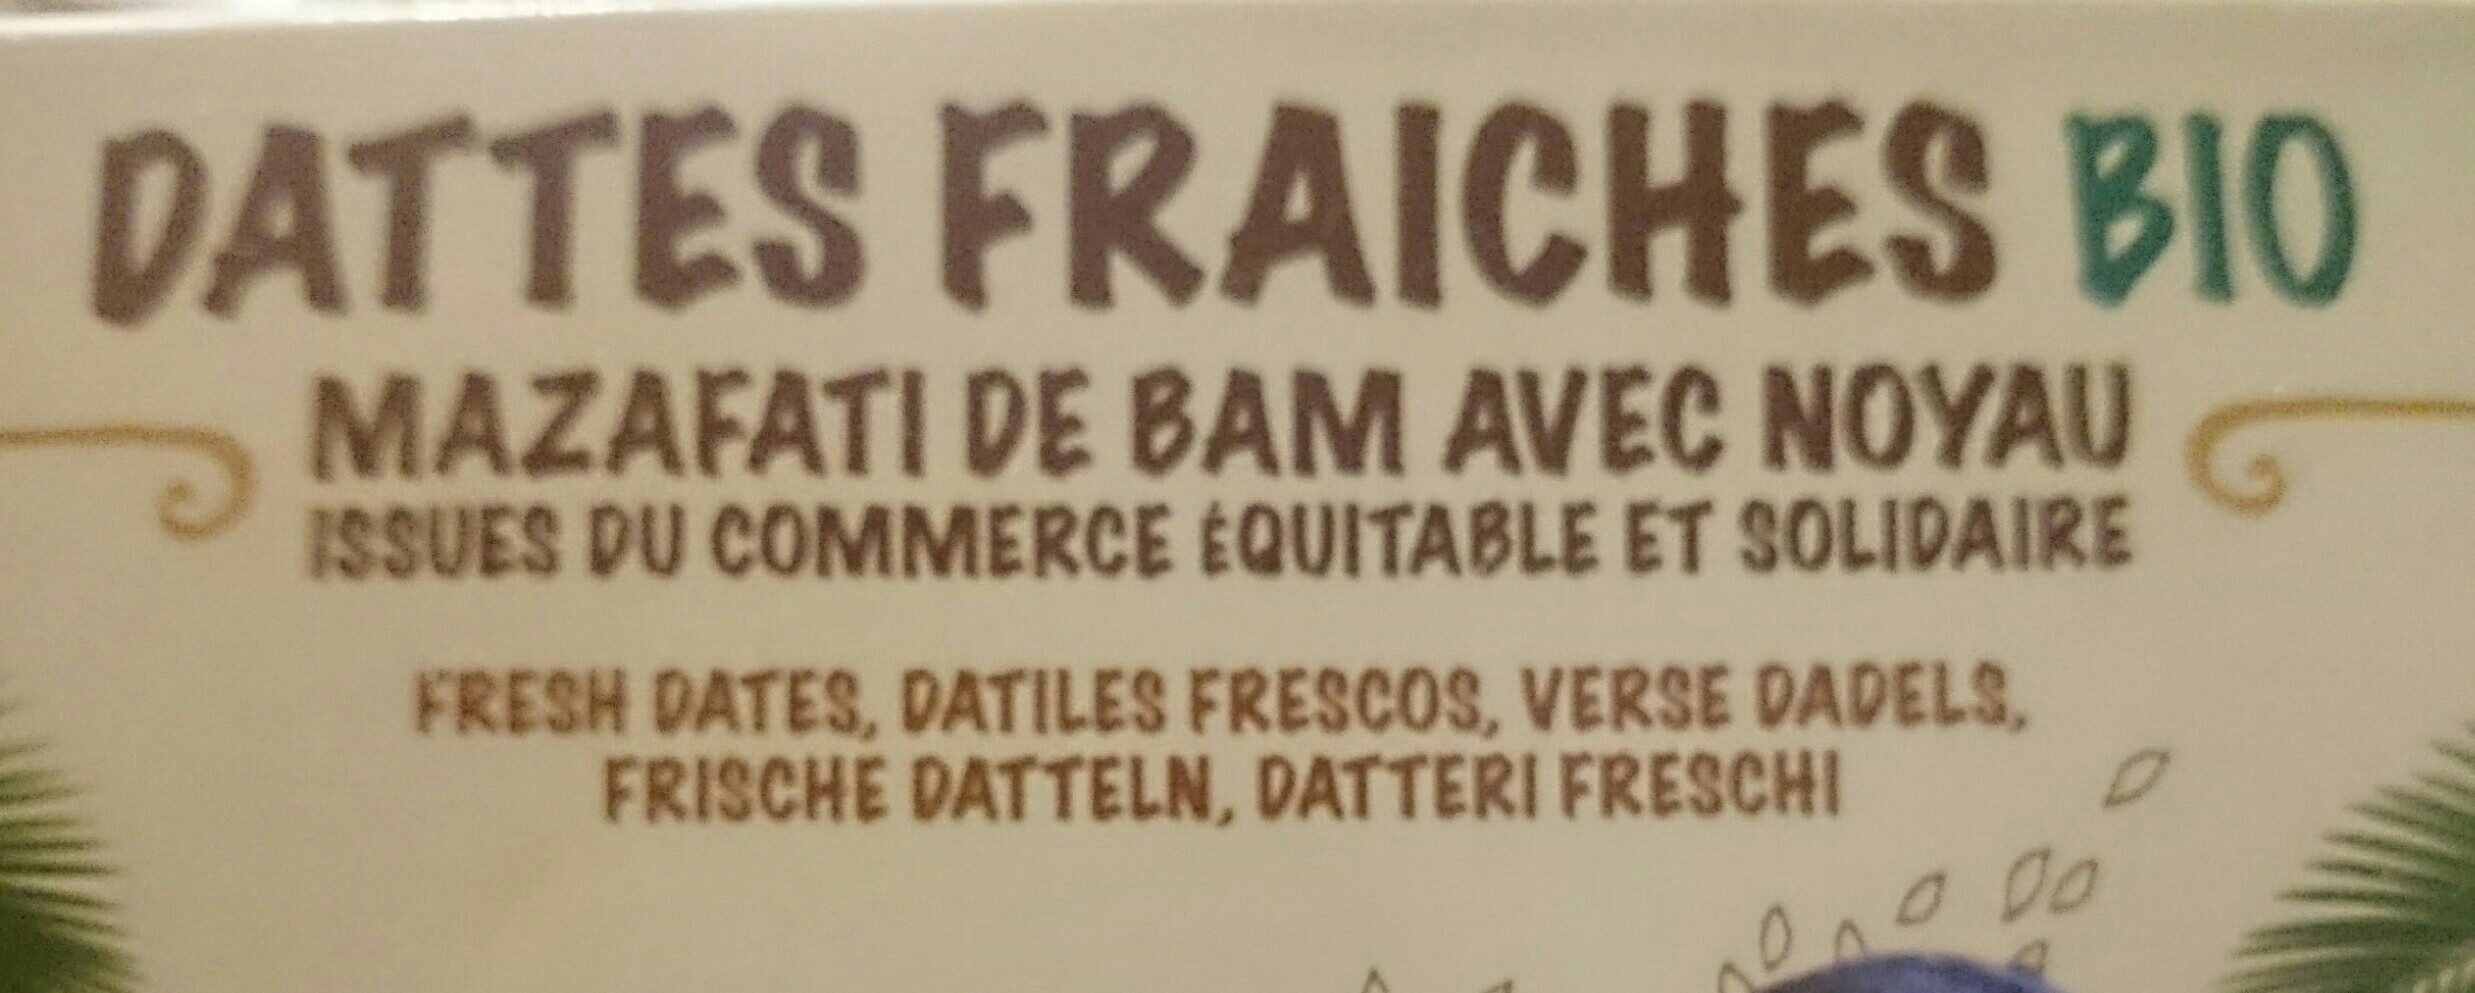 DATTES FRAICHES BIO
MAZAFATI DE BAM AVEC NOYAU
ISSUES DU COMMERCE ÉQUITABLE ET SOLIDAIRE
FRESH DATES, DATILES FRESCOS, VERSE DADELS,
FRISCHE DATTELN, DATTERI FRESCHI